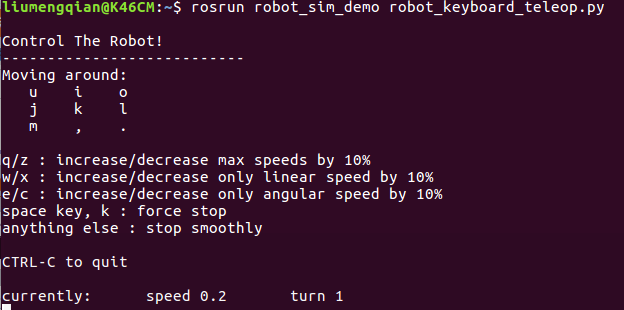 liumengqian@K46CM:~$ rosrun robot_sim_demo robot_keyboard_teleop.py
Control The Robot!
---------------------------
Moving around:
   u    i    o
   j    k    l
   m    ,    .
q/z : increase/decrease max speeds by 10%
w/x : increase/decrease only linear speed by 10%
e/c : increase/decrease only angular speed by 10%
space key, k : force stop
anything else : stop smoothly
CTRL-C to quit
currently:      speed 0.2       turn 1